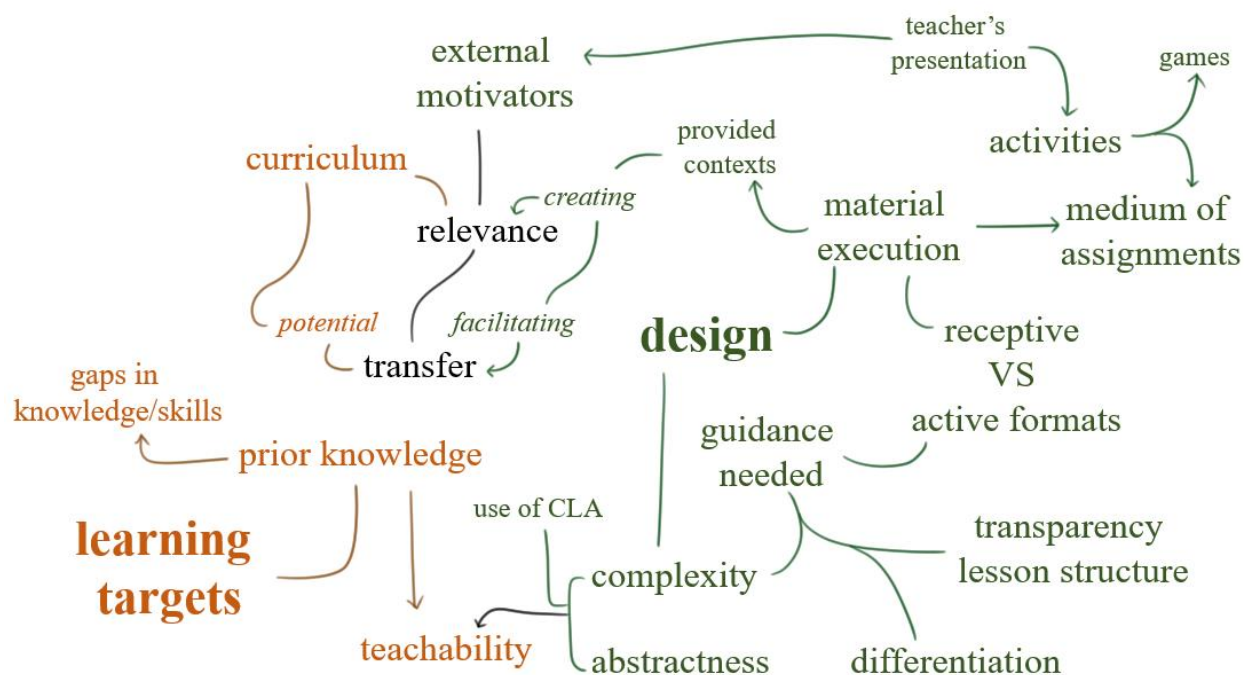 teacher's
presentation
external
motivators
games
activities
provided
contexts
curriculum
creating
material
execution
medium of
assignments
relevance
potential
facilitating
design
receptive
VS
active formats
transfer
gaps in
knowledge/skills
prior knowledge
guidance
needed
use of CLA
learning
targets
transparency
lesson structure
complexity
teachability
abstractness
differentiation